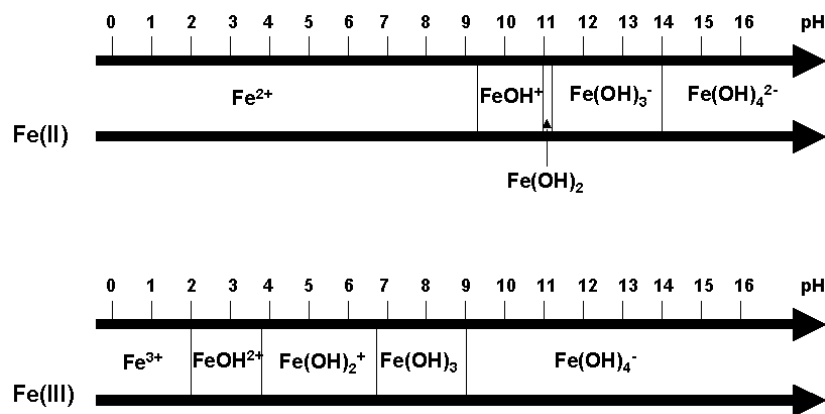 0 1 2 3 4 5 6 7 8 9 10 11 12 13 14 15 16 pH
Fe²⁺ FeOH⁺ Fe(OH)₃⁻ Fe(OH)₄²⁻
Fe(II)
Fe(OH)₂
0 1 2 3 4 5 6 7 8 9 10 11 12 13 14 15 16 pH
Fe³⁺ FeOH²⁺ Fe(OH)₂⁺ Fe(OH)₃ Fe(OH)₄⁻
Fe(III)